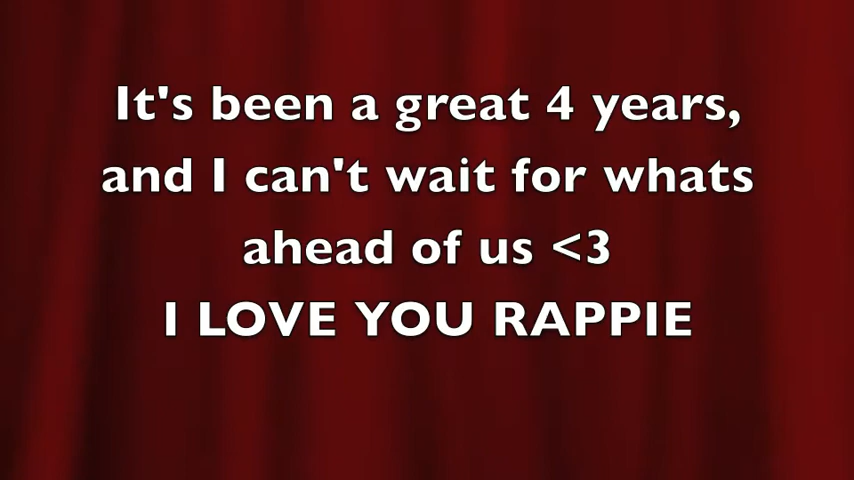 It's been a great 4 years,
and I can't wait for whats
ahead of us <3
I LOVE YOU RAPPIE